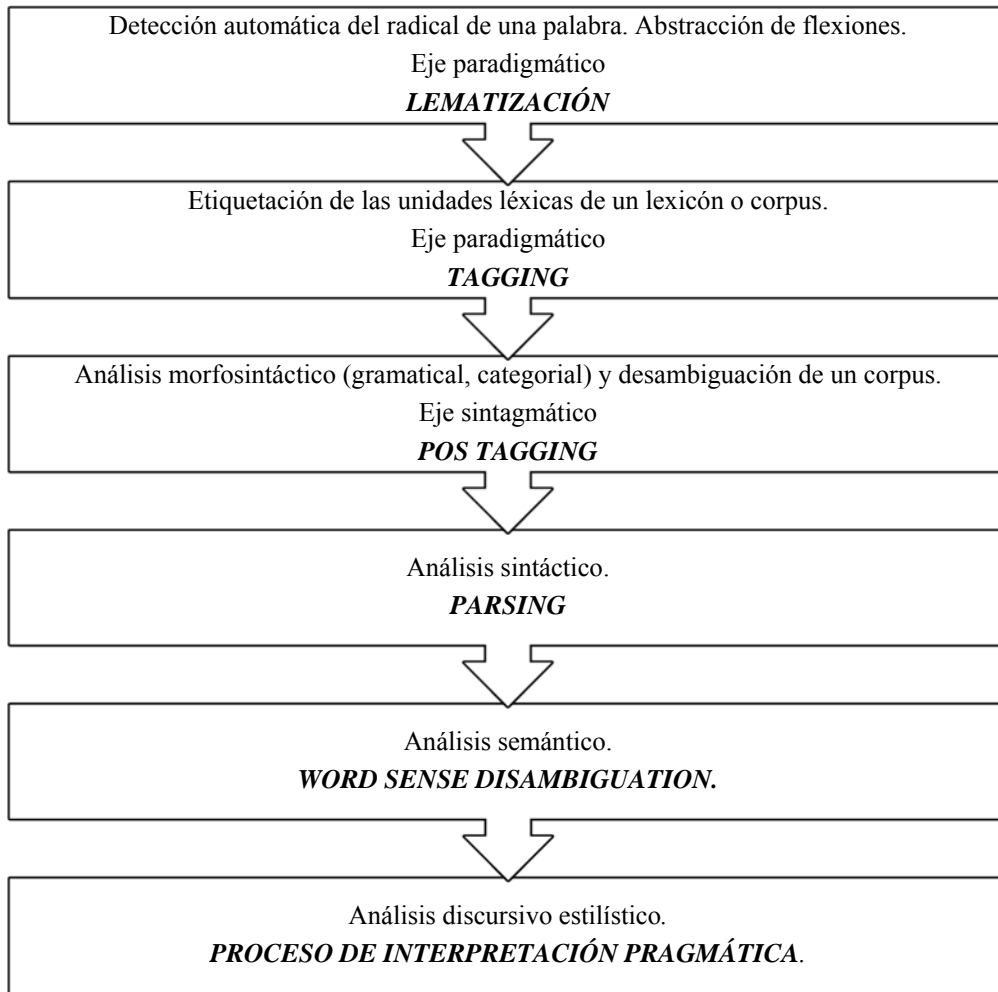 Detección automática del radical de una palabra. Abstracción de flexiones.
Eje paradigmático
LEMATIZACIÓN
Etiquetación de las unidades léxicas de un lexicón o corpus.
Eje paradigmático
TAGGING
Análisis morfosintáctico (gramatical, categorial) y desambiguación de un corpus.
Eje sintagmático
POS TAGGING
Análisis sintáctico.
PARSING
Análisis semántico.
WORD SENSE DISAMBIGUATION.
Análisis discursivo estilístico.
PROCESO DE INTERPRETACIÓN PRAGMÁTICA.